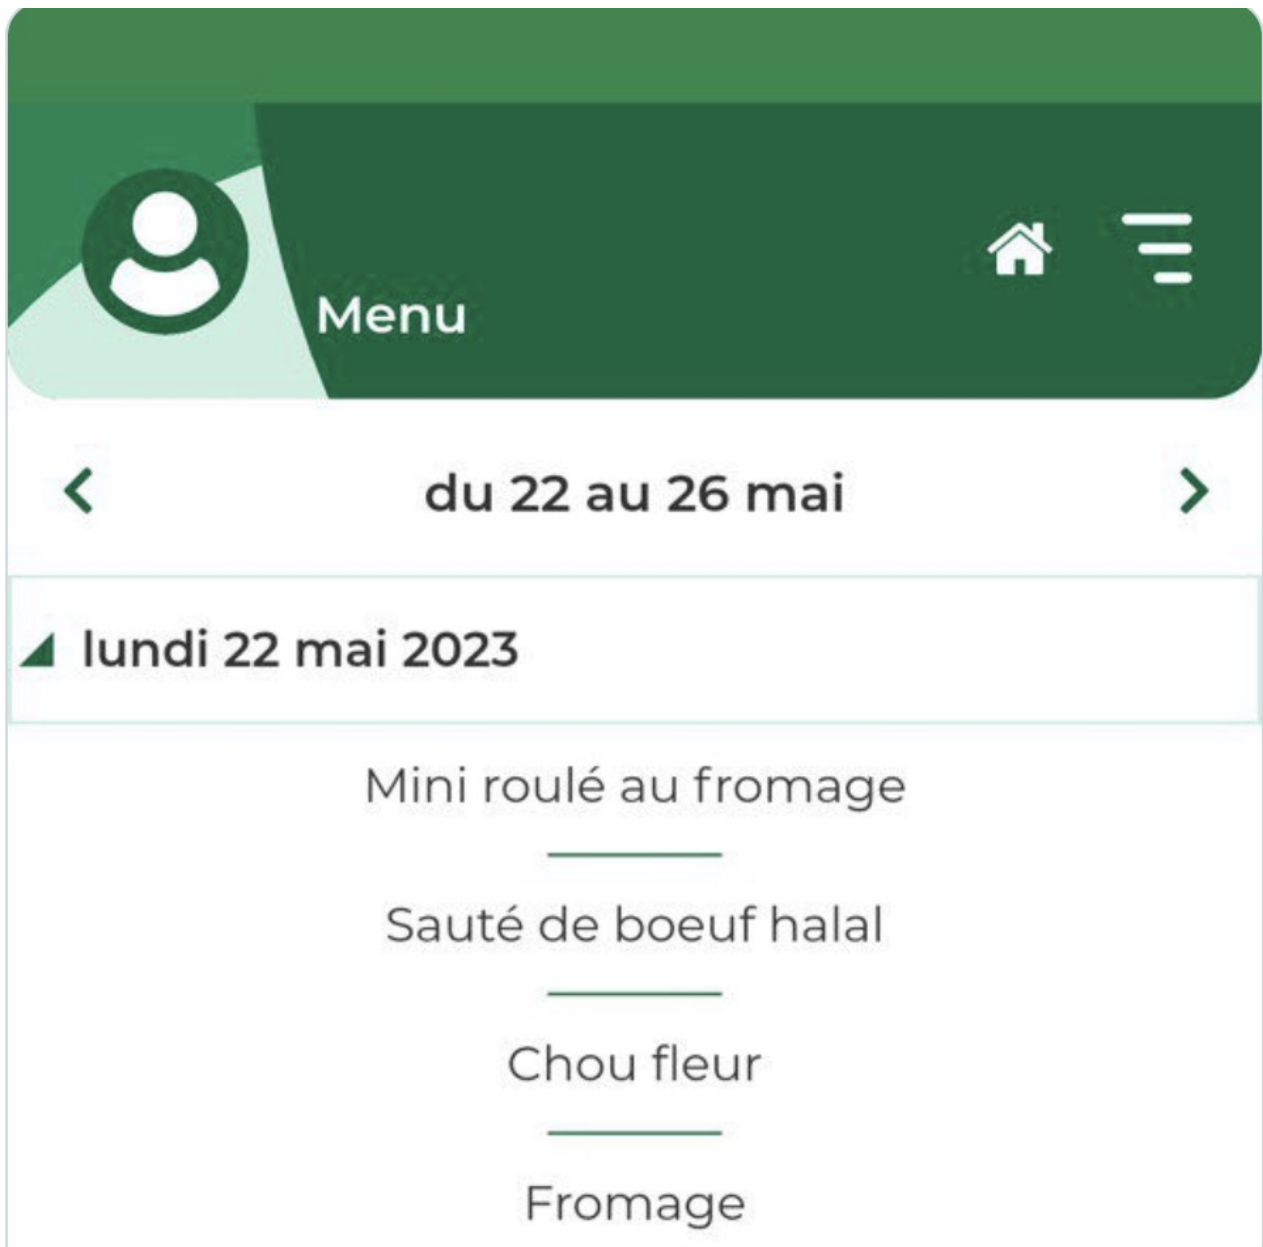 Menu
du 22 au 26 mai
lundi 22 mai 2023
Mini roulé au fromage
Sauté de boeuf halal
Chou fleur
Fromage